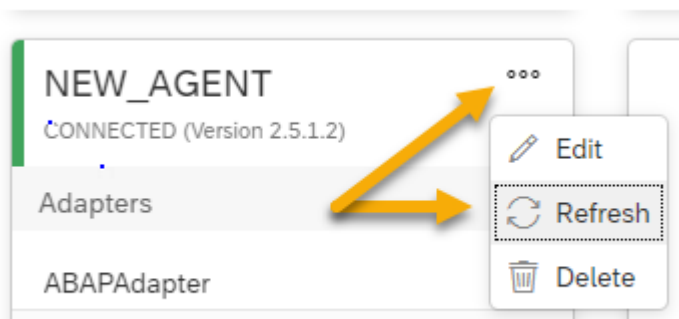 NEW_AGENT
CONNECTED (Version 2.5.1.2)
Edit
Adapters
Refresh
ABAPAdapter
Delete